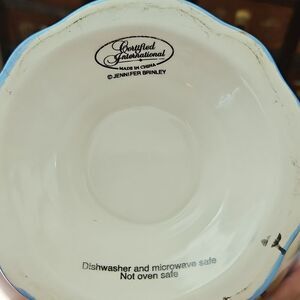 Certified
International
MADE IN CHINA
© JENNIFER BRINLEY
Dishwasher and microwave safe
Not oven safe